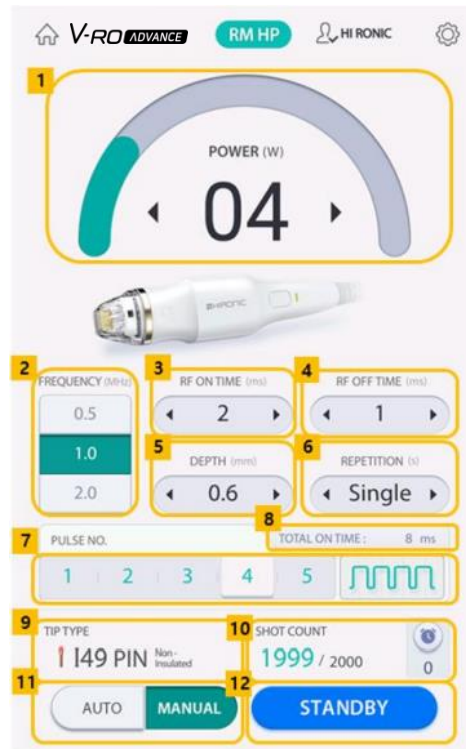 V-RO ADVANCE RM HP HI RONIC
1
POWER (W)
04
HIRONIC
2 3 4
FREQUENCY (MHz) RF ON TIME (ms) RF OFF TIME (ms)
0.5 2 1
1.0
5 6
DEPTH (mm) REPETITION (s)
2.0 0.6 Single
8
7 PULSE NO. TOTAL ON TIME : 8 ms
1 2 3 4 5
9 10
TIP TYPE SHOT COUNT
I49 PIN Non-
Insulated
1999 / 2000 0
11 12
AUTO MANUAL STANDBY